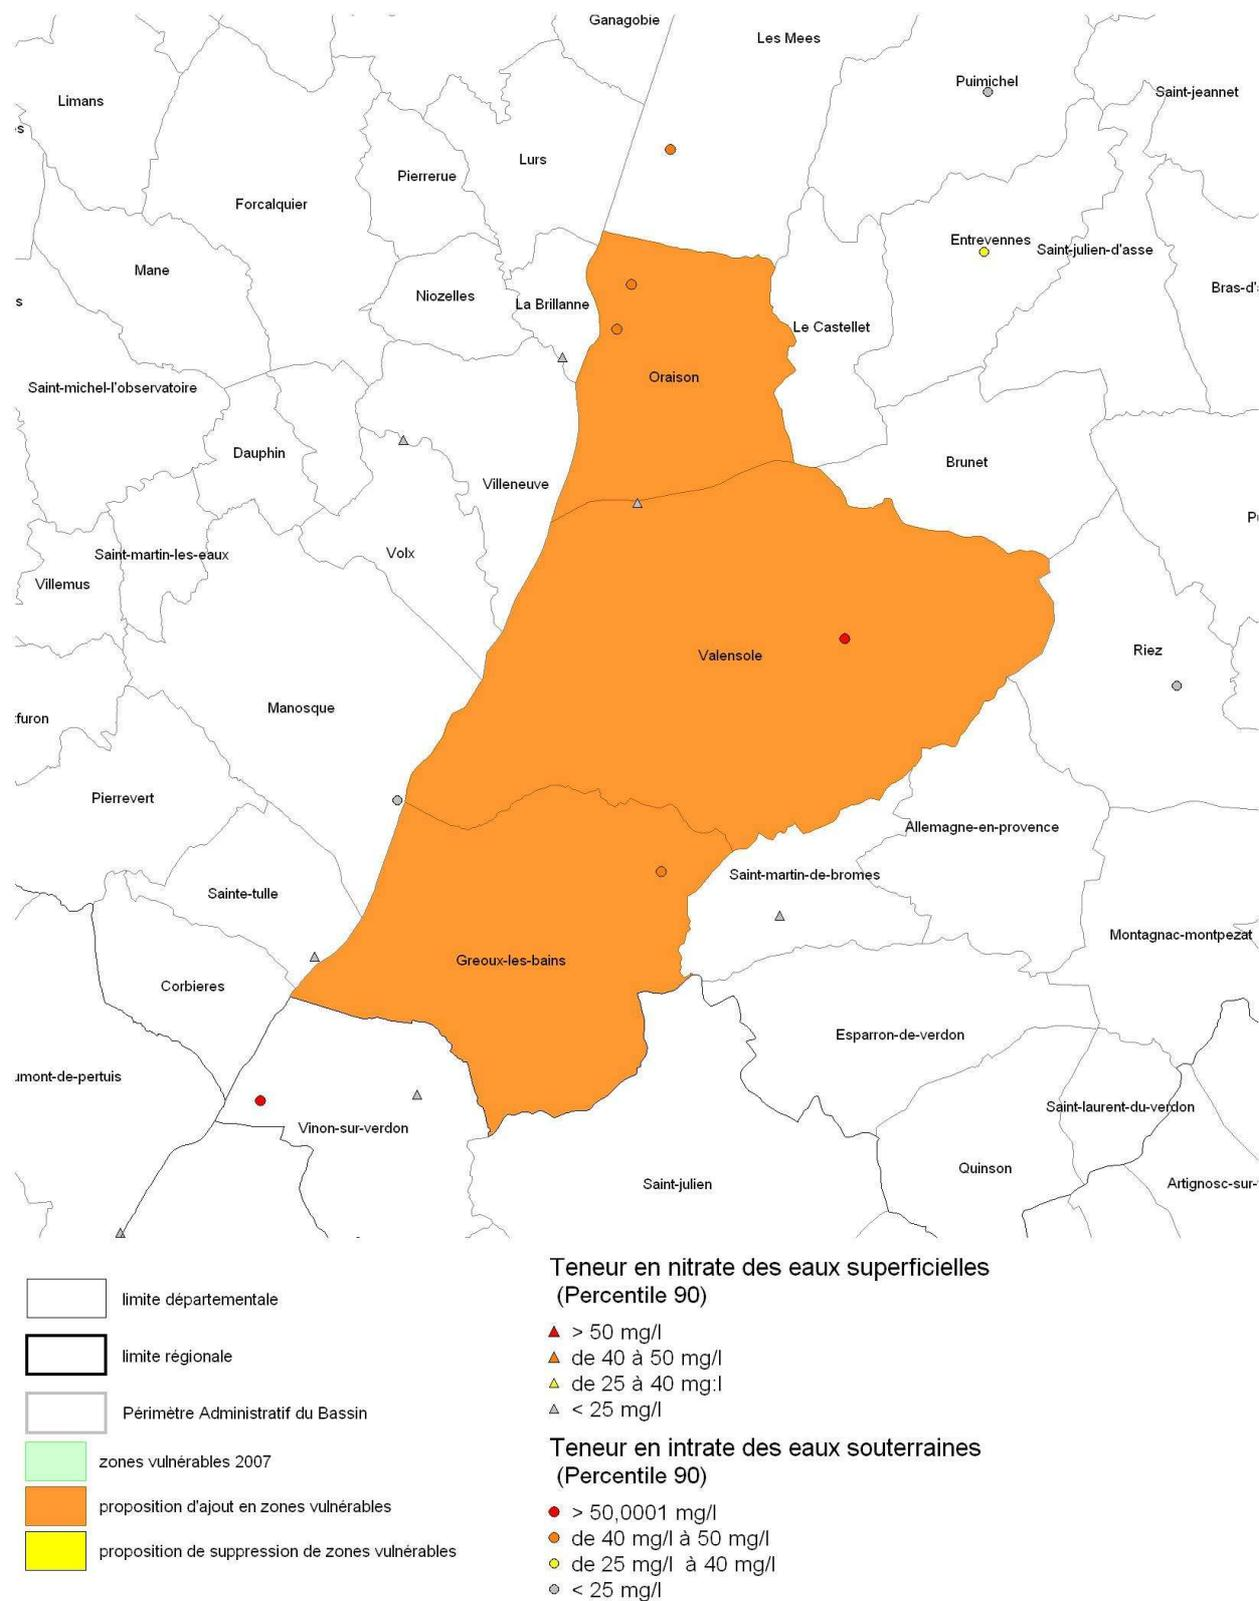 Ganagobie
Les Mees
Puimichel
Saint-jeannet
Limans
s
Lurs
Pierrerue
Forcalquier
Entrevennes
Saint-julien-d'asse
Mane
s
Niozelles
La Brillanne
Bras-d'
Le Castellet
Saint-michel-l'observatoire
Oraison
Dauphin
Brunet
Villeneuve
P
Saint-martin-les-eaux
Volx
Villemus
Valensole
Riez
Manosque
furon
Pierrevert
Allemagne-en-provence
Saint-martin-de-bromes
Sainte-tulle
Montagnac-montpezat
Greoux-les-bains
Corbieres
Esparron-de-verdon
umont-de-pertuis
Saint-laurent-du-verdon
Vinon-sur-verdon
Quinson
Saint-julien
Artignosc-sur-
Teneur en nitrate des eaux superficielles
(Percentile 90)
> 50 mg/l
de 40 à 50 mg/l
de 25 à 40 mg:l
< 25 mg/l
Teneur en intrate des eaux souterraines
(Percentile 90)
> 50,0001 mg/l
de 40 mg/l à 50 mg/l
de 25 mg/l à 40 mg/l
< 25 mg/l
limite départementale
limite régionale
Périmètre Administratif du Bassin
zones vulnérables 2007
proposition d'ajout en zones vulnérables
proposition de suppression de zones vulnérables